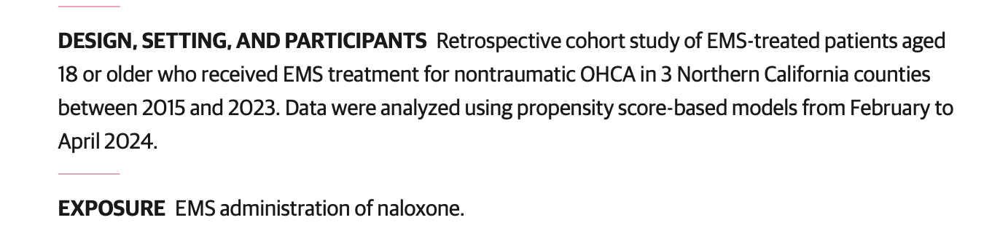 DESIGN, SETTING, AND PARTICIPANTS Retrospective cohort study of EMS-treated patients aged
18 or older who received EMS treatment for nontraumatic OHCA in 3 Northern California counties
between 2015 and 2023. Data were analyzed using propensity score-based models from February to
April 2024.
EXPOSURE EMS administration of naloxone.